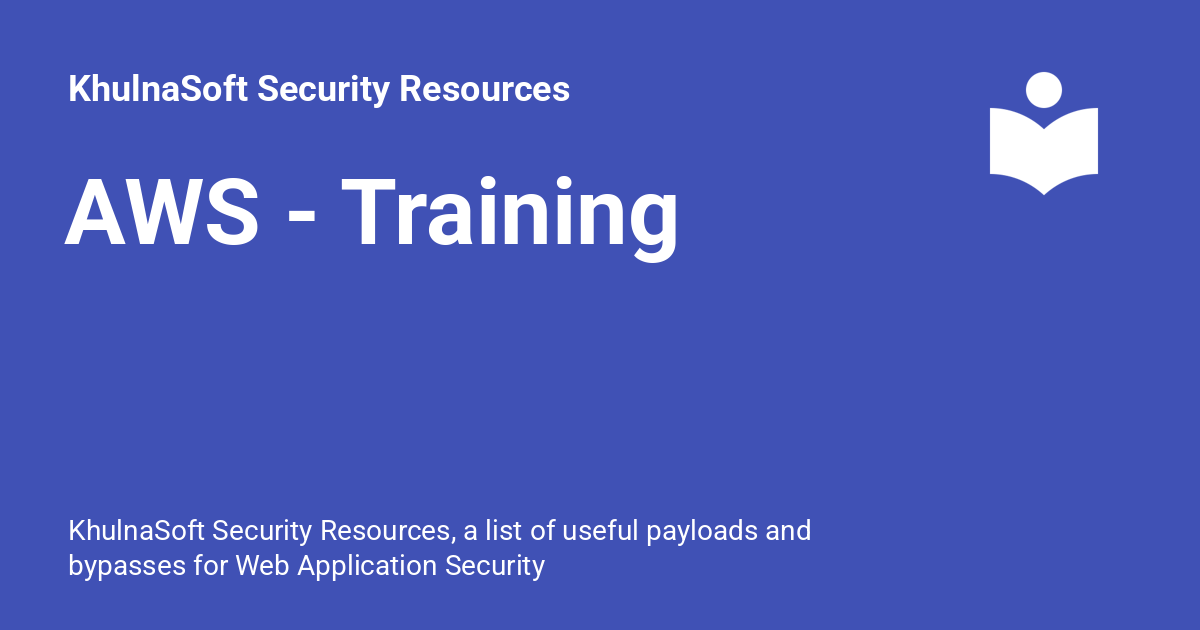 KhulnaSoft Security Resources
AWS - Training
KhulnaSoft Security Resources, a list of useful payloads and
bypasses for Web Application Security